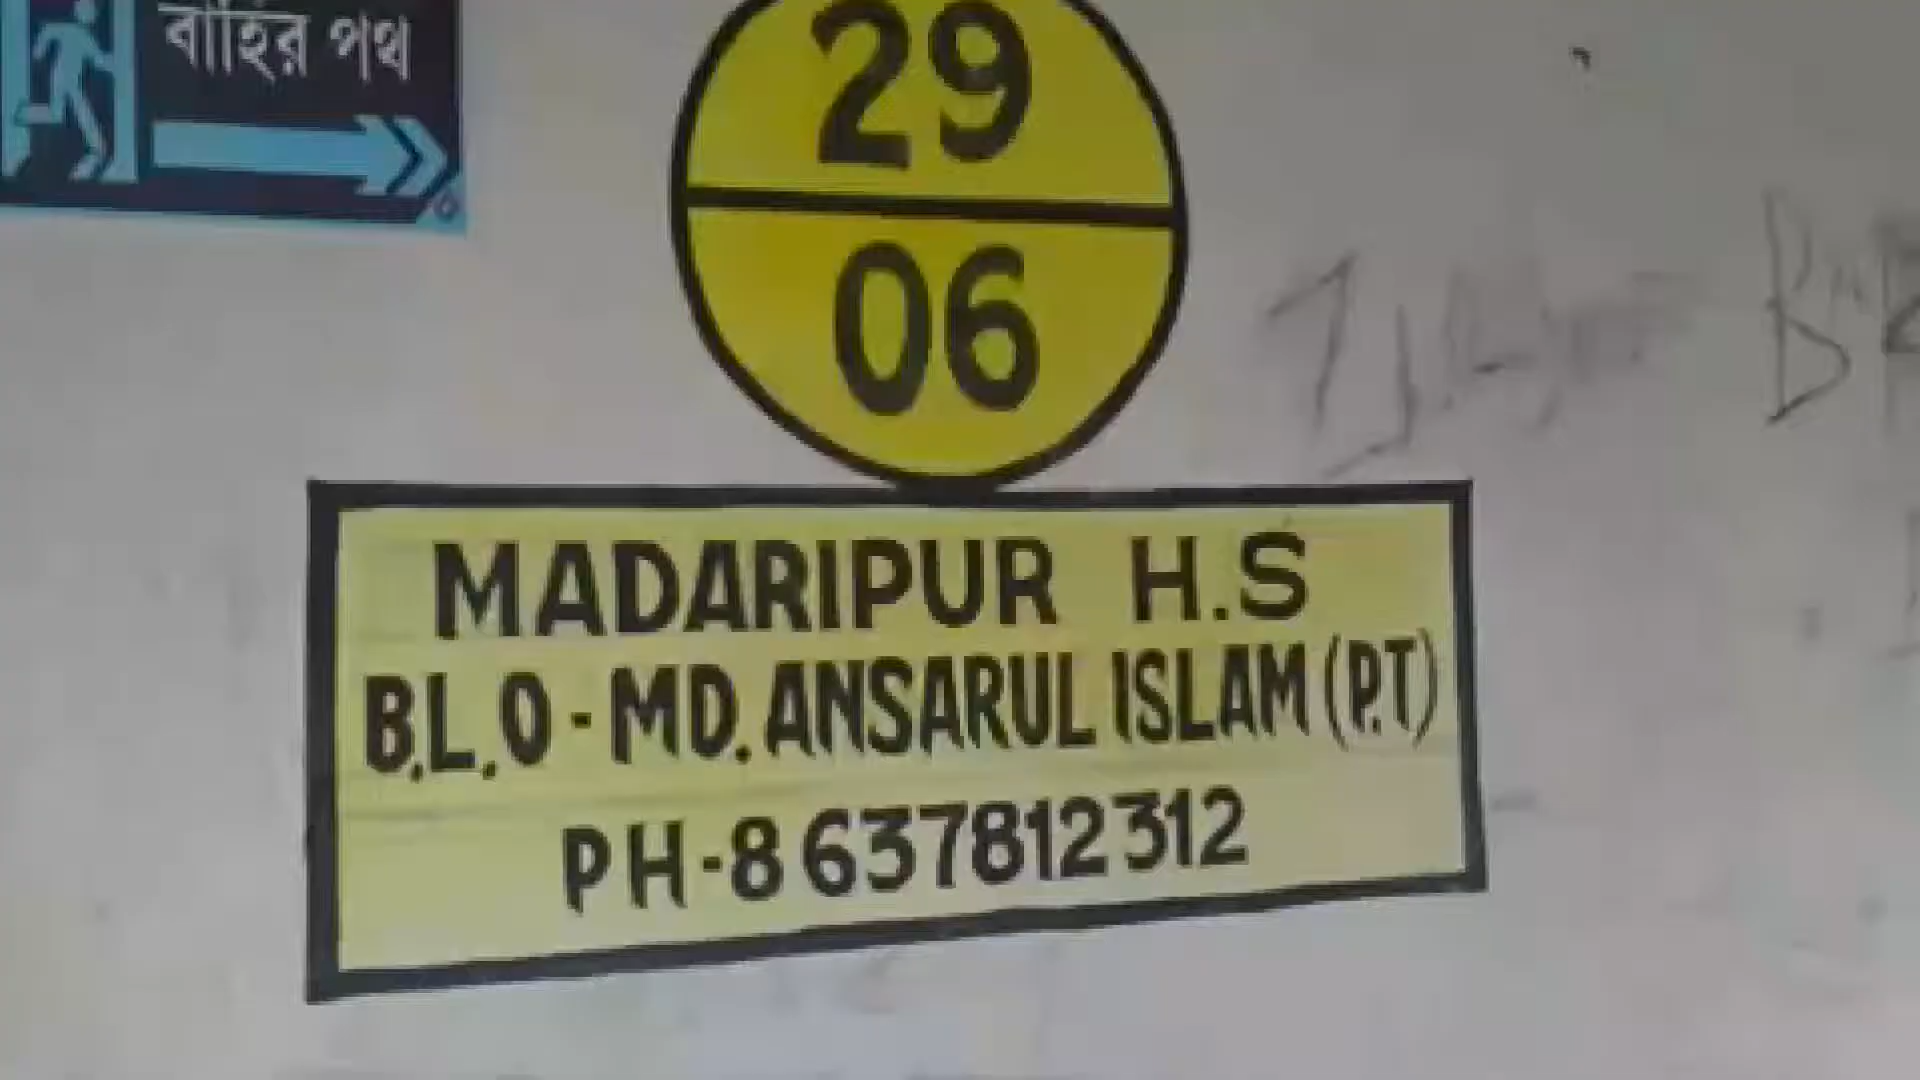 বাহির পথ
29
06
MADARIPUR H.S
B.L.O - MD. ANSARUL ISLAM (P.T)
PH-8637812312